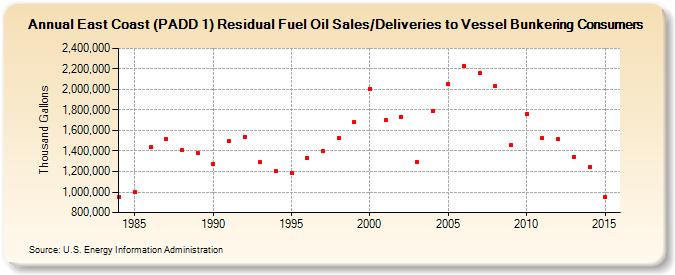 Annual East Coast (PADD 1) Residual Fuel Oil Sales/Deliveries to Vessel Bunkering Consumers
Thousand Gallons
2,400,000
2,200,000
2,000,000
1,800,000
1,600,000
1,400,000
1,200,000
1,000,000
800,000
1985 1990 1995 2000 2005 2010 2015
Source: U.S. Energy Information Administration